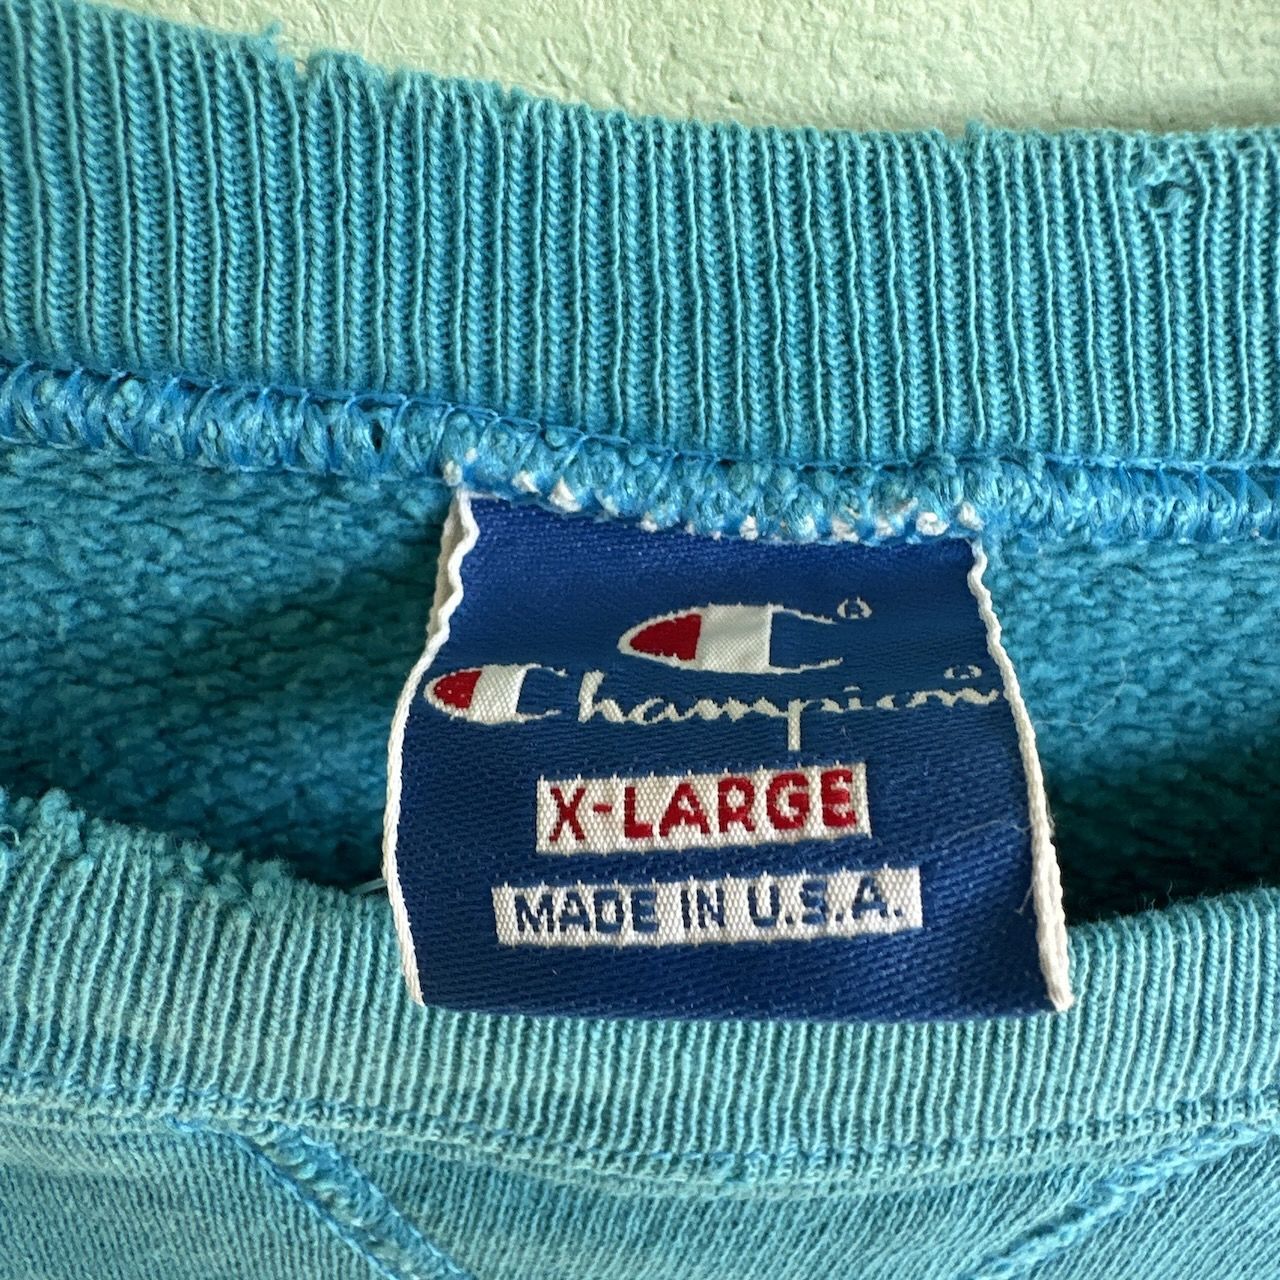 C®
Champion®
X-LARGE
MADE IN U.S.A.